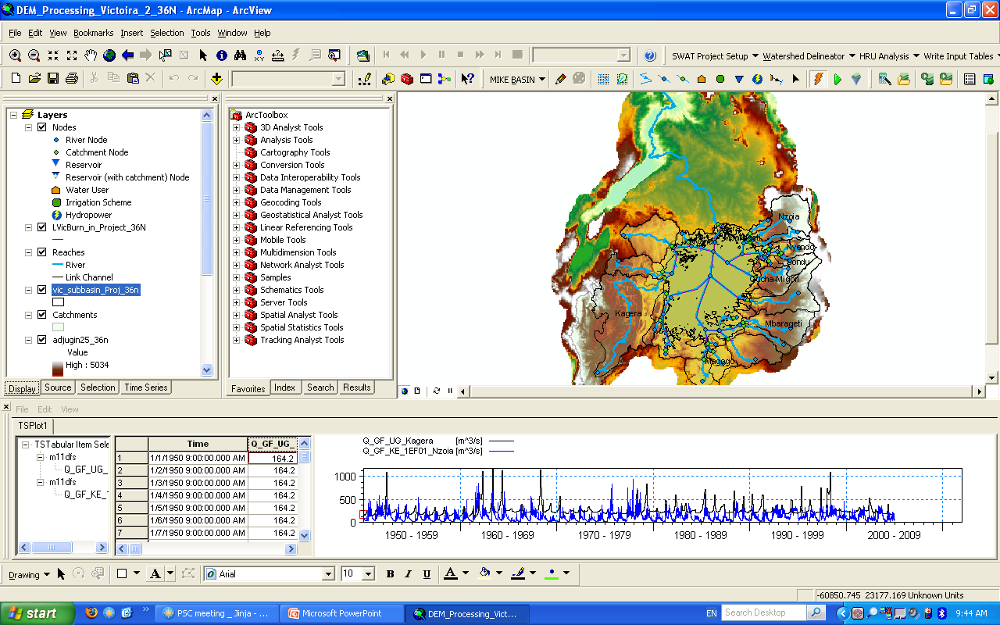 DEM_Processing_Victoira_2_36N - ArcMap - ArcView
File Edit View Bookmarks Insert Selection Tools Window Help
SWAT Project Setup Watershed Delineator HRU Analysis Write Input Tables
MIKE BASIN
Layers
Nodes
River Node
Catchment Node
Reservoir
Reservoir (with catchment) Node
Water User
Irrigation Scheme
Hydropower
LVicBurn_in_Project_36N
Reaches
River
Link Channel
vic_subbasin_Proj_36n
Catchments
adjugin25_36n
Value
High : 5034
Display Source Selection Time Series
ArcToolbox
3D Analyst Tools
Analysis Tools
Cartography Tools
Conversion Tools
Data Interoperability Tools
Data Management Tools
Geocoding Tools
Geostatistical Analyst Tools
Linear Referencing Tools
Mobile Tools
Multidimension Tools
Network Analyst Tools
Samples
Schematics Tools
Server Tools
Spatial Analyst Tools
Spatial Statistics Tools
Tracking Analyst Tools
Favorites Index Search Results
Nzoia
Nyando
Sondu
Gucha-Migori
Kagera
Mbarageti
Magago
File Edit View
TSPlot1
TSTabular Item Sele
m11dfs
Q_GF_UG_
m11dfs
Q_GF_KE_1
Time Q_GF_UG_
1 1/1/1950 9:00:00.000 AM 164.2
2 1/2/1950 9:00:00.000 AM 164.2
3 1/3/1950 9:00:00.000 AM 164.2
4 1/4/1950 9:00:00.000 AM 164.2
5 1/5/1950 9:00:00.000 AM 164.2
6 1/6/1950 9:00:00.000 AM 164.2
7 1/7/1950 9:00:00.000 AM 164.2
Q_GF_UG_Kagera [m^3/s]
Q_GF_KE_1EF01_Nzoia [m^3/s]
1000
500
0
1950 - 1959 1960 - 1969 1970 - 1979 1980 - 1989 1990 - 1999 2000 - 2009
Drawing A Arial 10 B I U A
-60850.745 23177.169 Unknown Units
start PSC meeting _ Jinja - ... Microsoft PowerPoint DEM_Processing_Vict... EN Search Desktop 9:44 AM